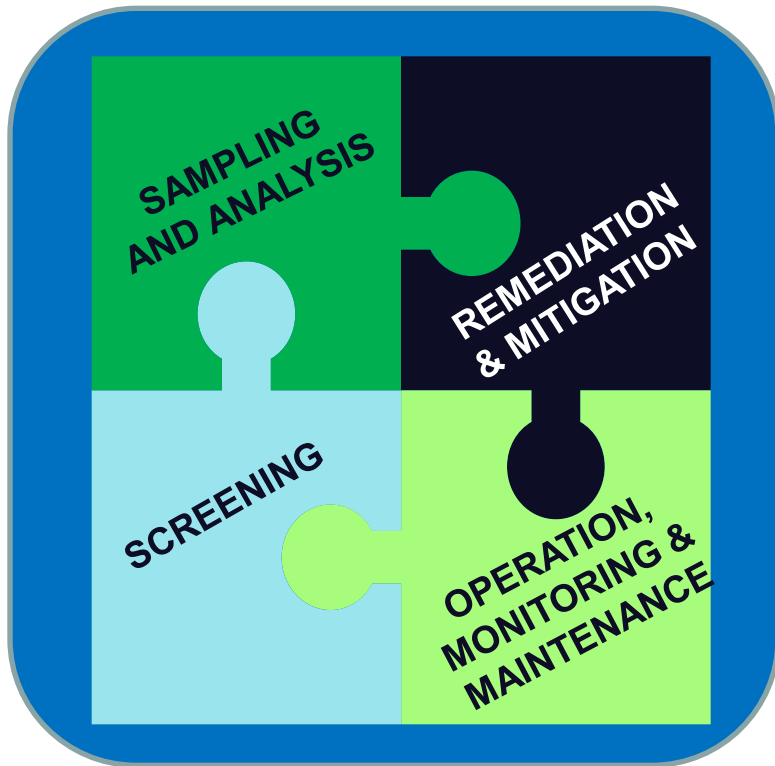 SAMPLING
AND ANALYSIS
REMEDIATION
& MITIGATION
SCREENING
OPERATION,
MONITORING &
MAINTENANCE